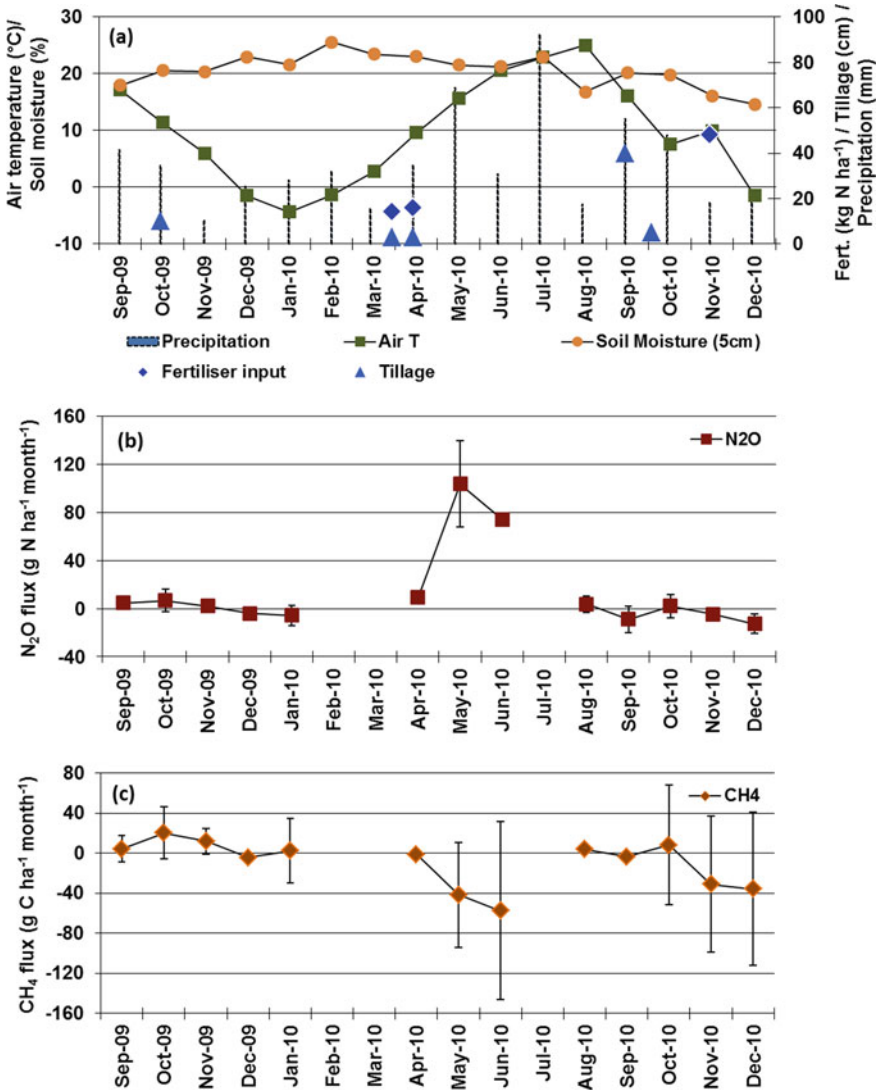 (a)
Air temperature (°C)/
Soil moisture (%)
30
20
10
0
-10
100
80
60
40
20
0
Fert. (kg N ha⁻¹) / Tillage (cm) /
Precipitation (mm)
Sep-09 Oct-09 Nov-09 Dec-09 Jan-10 Feb-10 Mar-10 Apr-10 May-10 Jun-10 Jul-10 Aug-10 Sep-10 Oct-10 Nov-10 Dec-10
Precipitation Air T Soil Moisture (5cm)
Fertiliser input Tillage
(b)
N2O
N₂O flux (g N ha⁻¹ month⁻¹)
160
120
80
40
0
-40
Sep-09 Oct-09 Nov-09 Dec-09 Jan-10 Feb-10 Mar-10 Apr-10 May-10 Jun-10 Jul-10 Aug-10 Sep-10 Oct-10 Nov-10 Dec-10
(c)
CH4
CH₄ flux (g C ha⁻¹ month⁻¹)
80
40
0
-40
-80
-120
-160
Sep-09 Oct-09 Nov-09 Dec-09 Jan-10 Feb-10 Mar-10 Apr-10 May-10 Jun-10 Jul-10 Aug-10 Sep-10 Oct-10 Nov-10 Dec-10